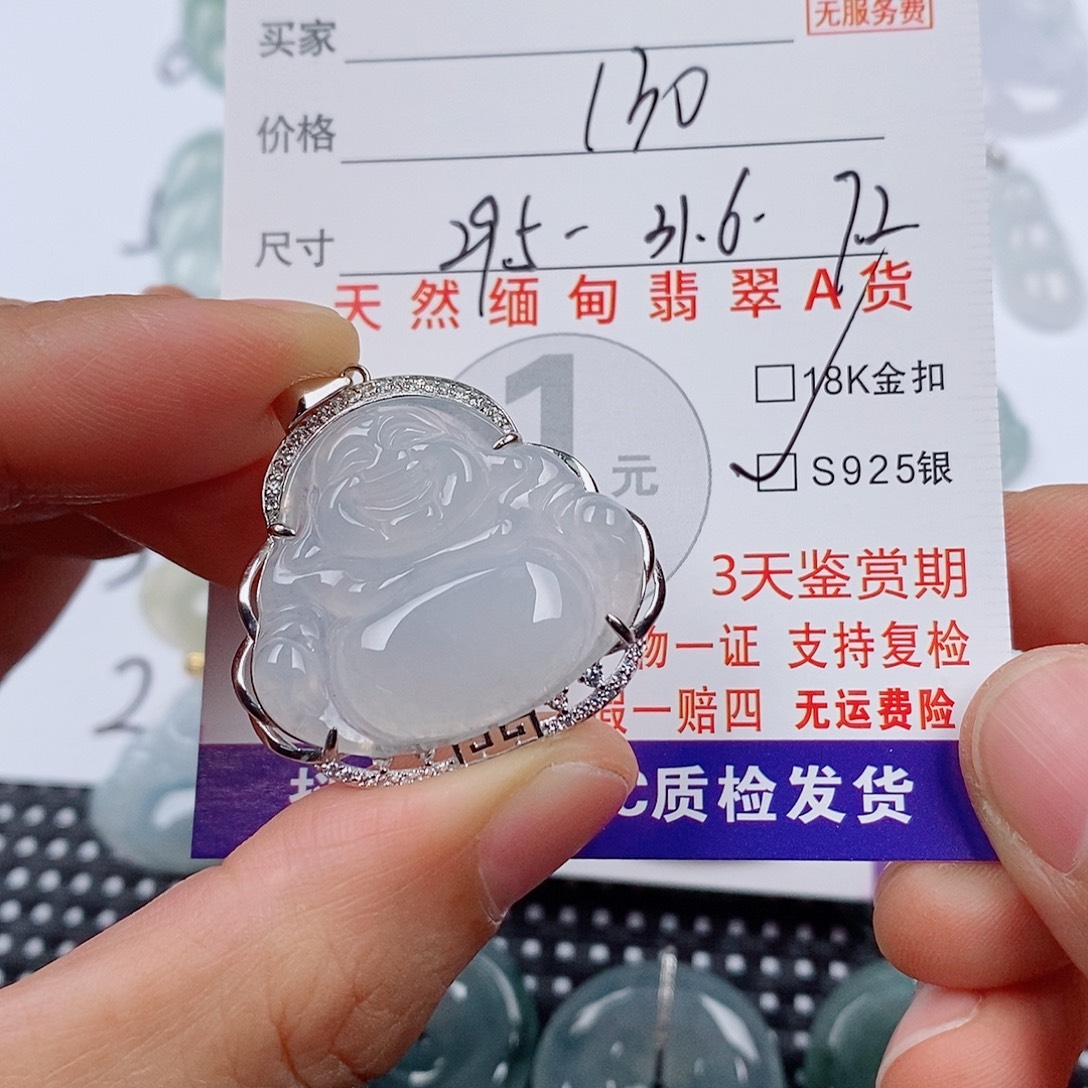 无服务费
买家
价格 130
尺寸 29.5- 31.6- 7.2
天然缅甸翡翠A货
1元
18K金扣
S925银
3天鉴赏期
物一证 支持复检
假一赔四 无运费险
C质检发货
2